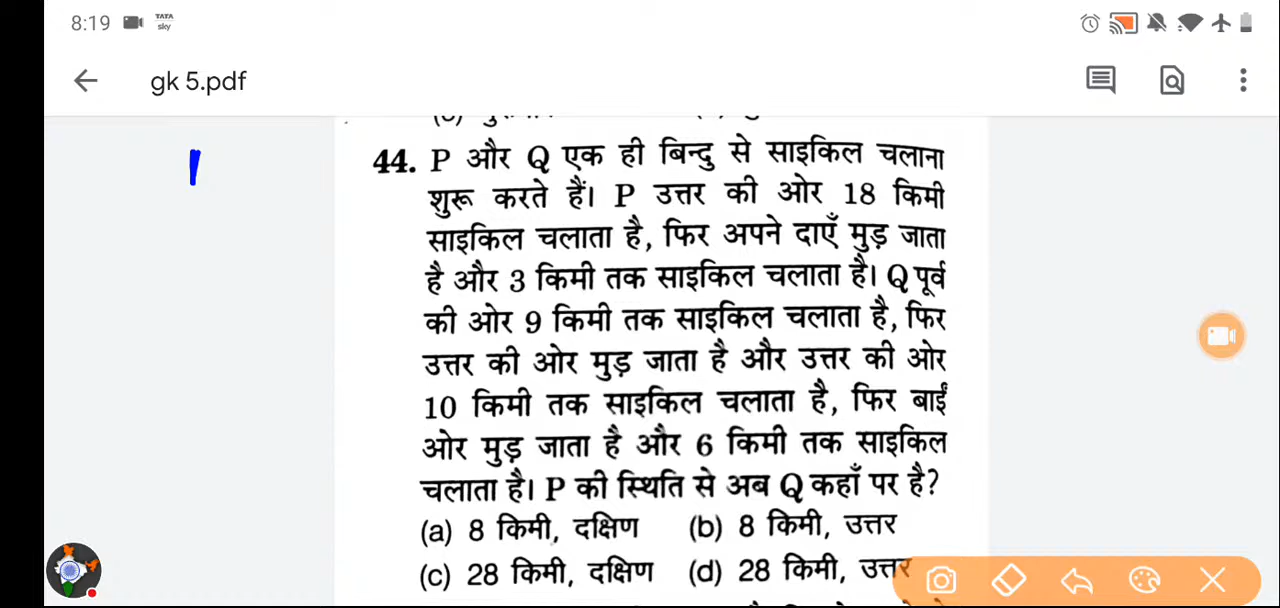 8:19 TATA sky
gk 5.pdf
44. P और Q एक ही बिन्दु से साइकिल चलाना
शुरू करते हैं। P उत्तर की ओर 18 किमी
साइकिल चलाता है, फिर अपने दाएँ मुड़ जाता
है और 3 किमी तक साइकिल चलाता है। Q पूर्व
की ओर 9 किमी तक साइकिल चलाता है, फिर
उत्तर की ओर मुड़ जाता है और उत्तर की ओर
10 किमी तक साइकिल चलाता है, फिर बाईं
ओर मुड़ जाता है और 6 किमी तक साइकिल
चलाता है। P की स्थिति से अब Q कहाँ पर है?
(a) 8 किमी, दक्षिण (b) 8 किमी, उत्तर
(c) 28 किमी, दक्षिण (d) 28 किमी, उत्तर